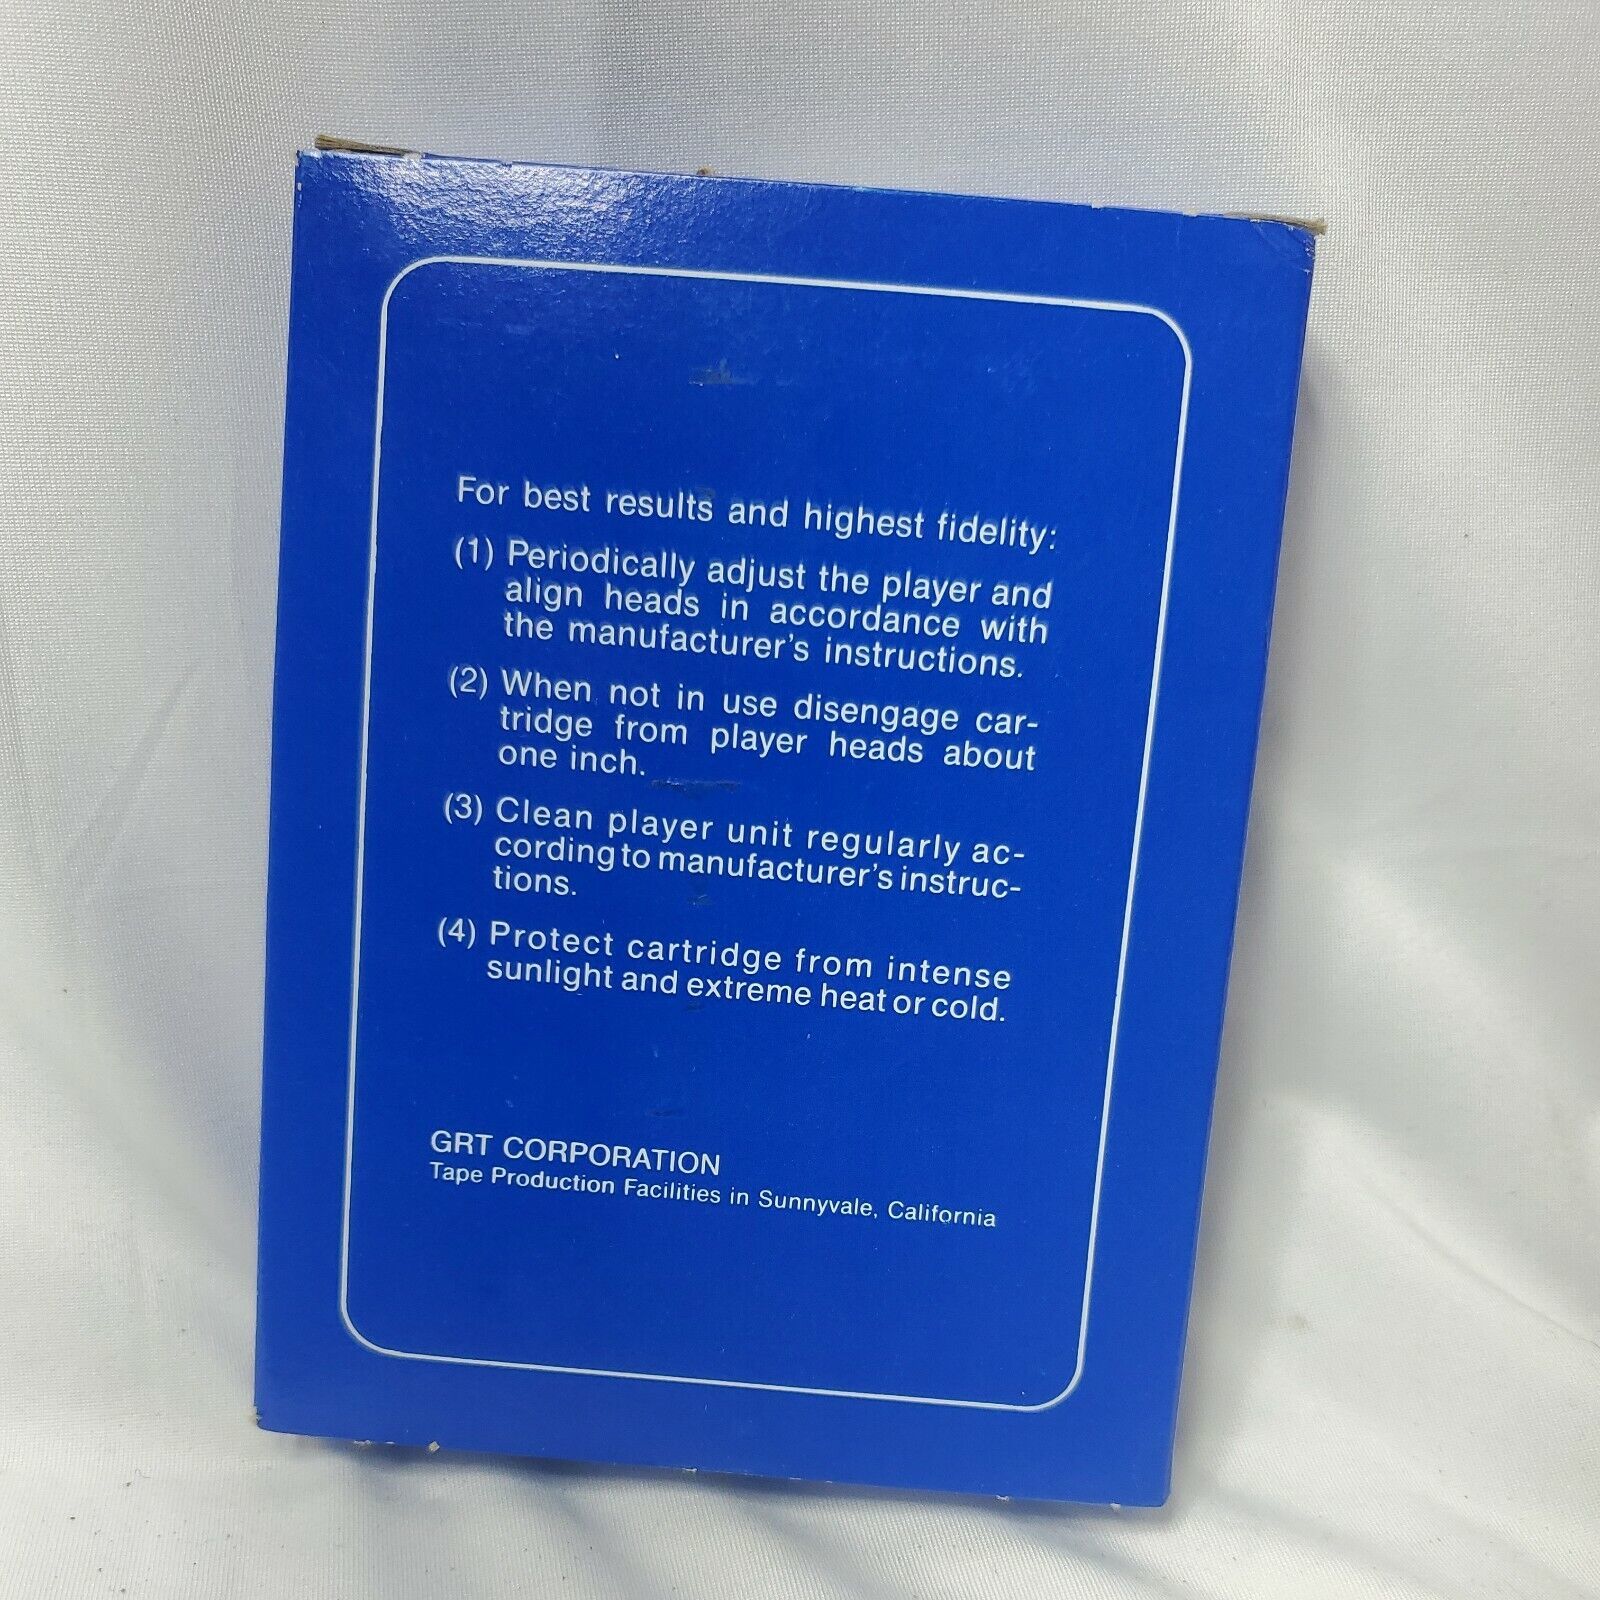 For best results and highest fidelity:
(1) Periodically adjust the player and
align heads in accordance with
the manufacturer's instructions.
(2) When not in use disengage car-
tridge from player heads about
one inch.
(3) Clean player unit regularly ac-
cording to manufacturer's instruc-
tions.
(4) Protect cartridge from intense
sunlight and extreme heat or cold.
GRT CORPORATION
Tape Production Facilities in Sunnyvale, California